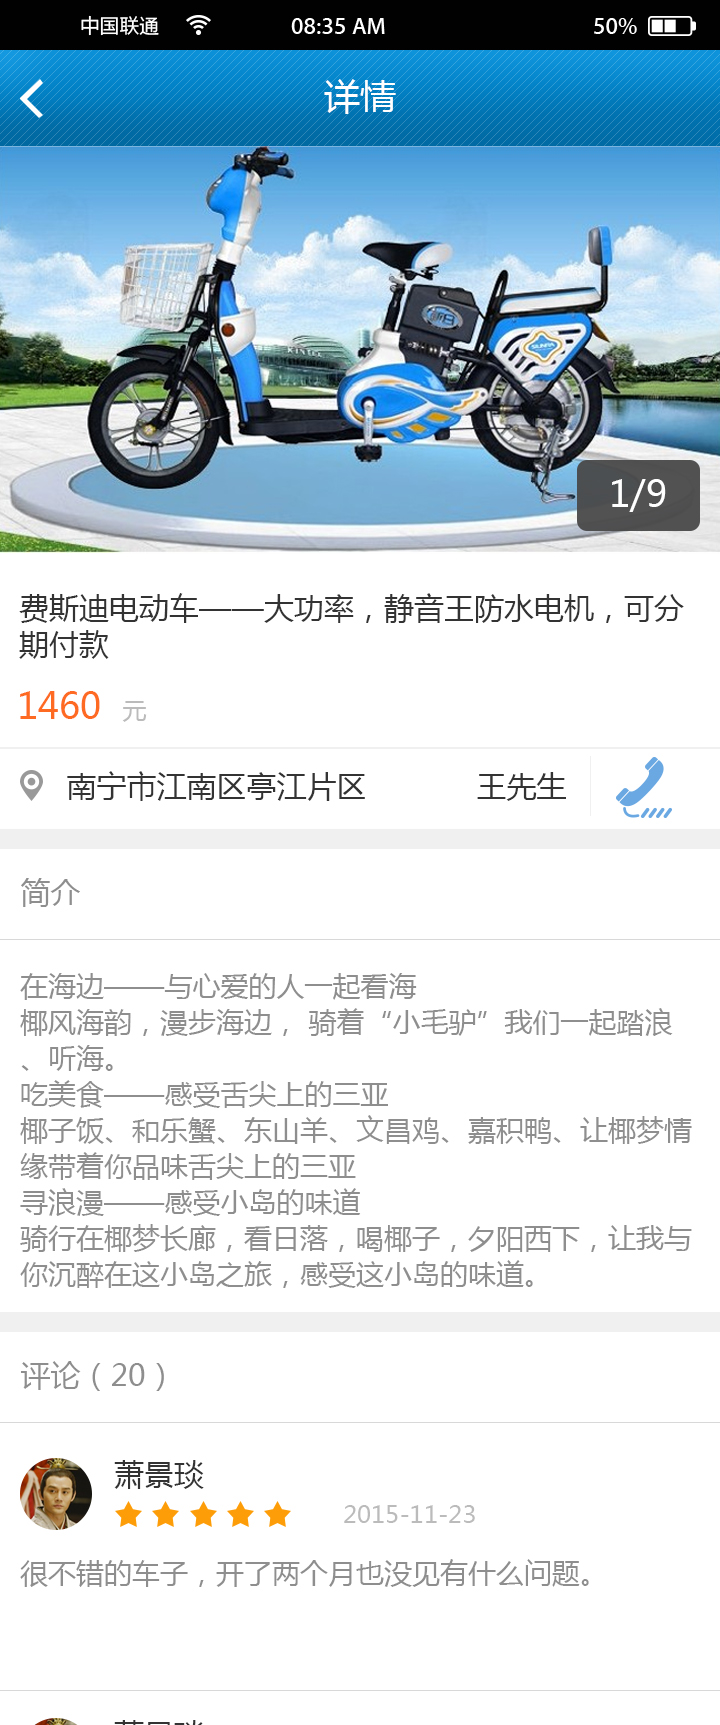 中国联通 08:35 AM 50%
详情
SUNRA
1/9
费斯迪电动车——大功率，静音王防水电机，可分
期付款
1460 元
南宁市江南区亭江片区 王先生
简介
在海边——与心爱的人一起看海
椰风海韵，漫步海边， 骑着“小毛驴”我们一起踏浪
、听海。
吃美食——感受舌尖上的三亚
椰子饭、和乐蟹、东山羊、文昌鸡、嘉积鸭、让椰梦情
缘带着你品味舌尖上的三亚
寻浪漫——感受小岛的味道
骑行在椰梦长廊，看日落，喝椰子，夕阳西下，让我与
你沉醉在这小岛之旅，感受这小岛的味道。
评论（20）
萧景琰
2015-11-23
很不错的车子，开了两个月也没见有什么问题。